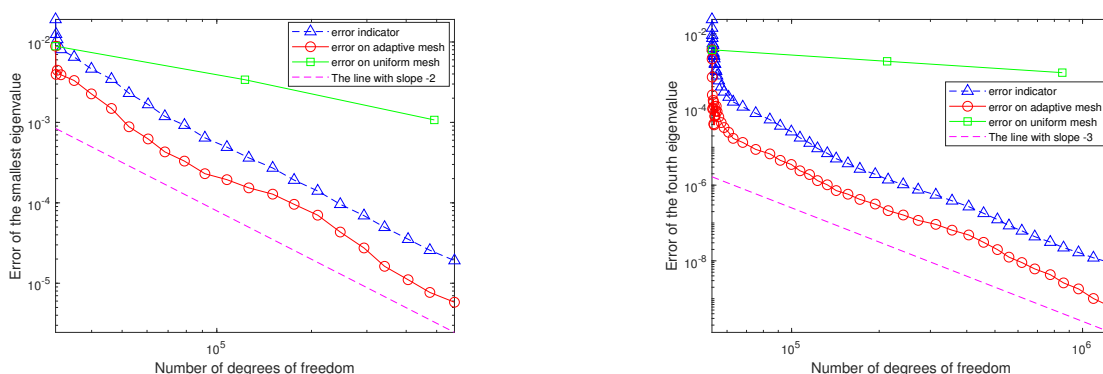 error indicator
error on adaptive mesh
error on uniform mesh
The line with slope -2
10^-2
10^-3
10^-4
10^-5
Error of the smallest eigenvalue
10^5
Number of degrees of freedom
error indicator
error on adaptive mesh
error on uniform mesh
The line with slope -3
10^-2
10^-4
10^-6
10^-8
Error of the fourth eigenvalue
10^5
10^6
Number of degrees of freedom